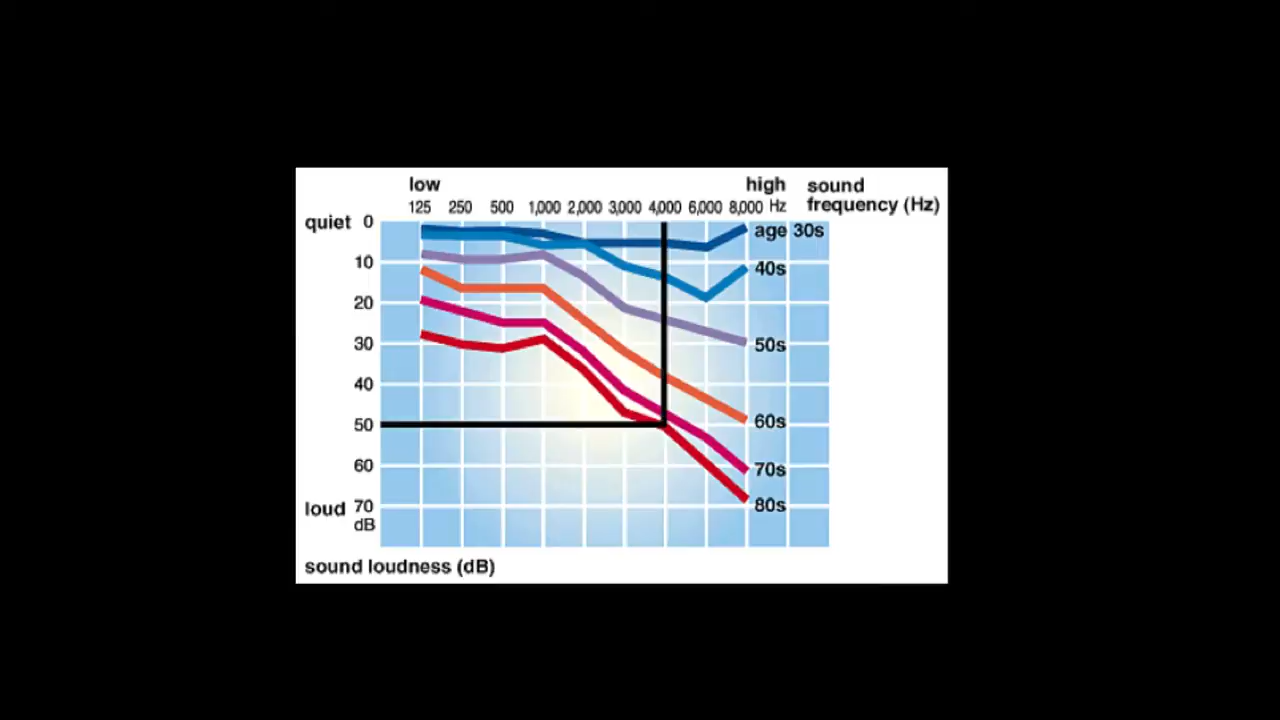 low high sound
125 250 500 1,000 2,000 3,000 4,000 6,000 8,000 Hz frequency (Hz)
quiet 0
age 30s
10
40s
20
30
50s
40
50
60s
60
70s
loud 70
80s
dB
sound loudness (dB)